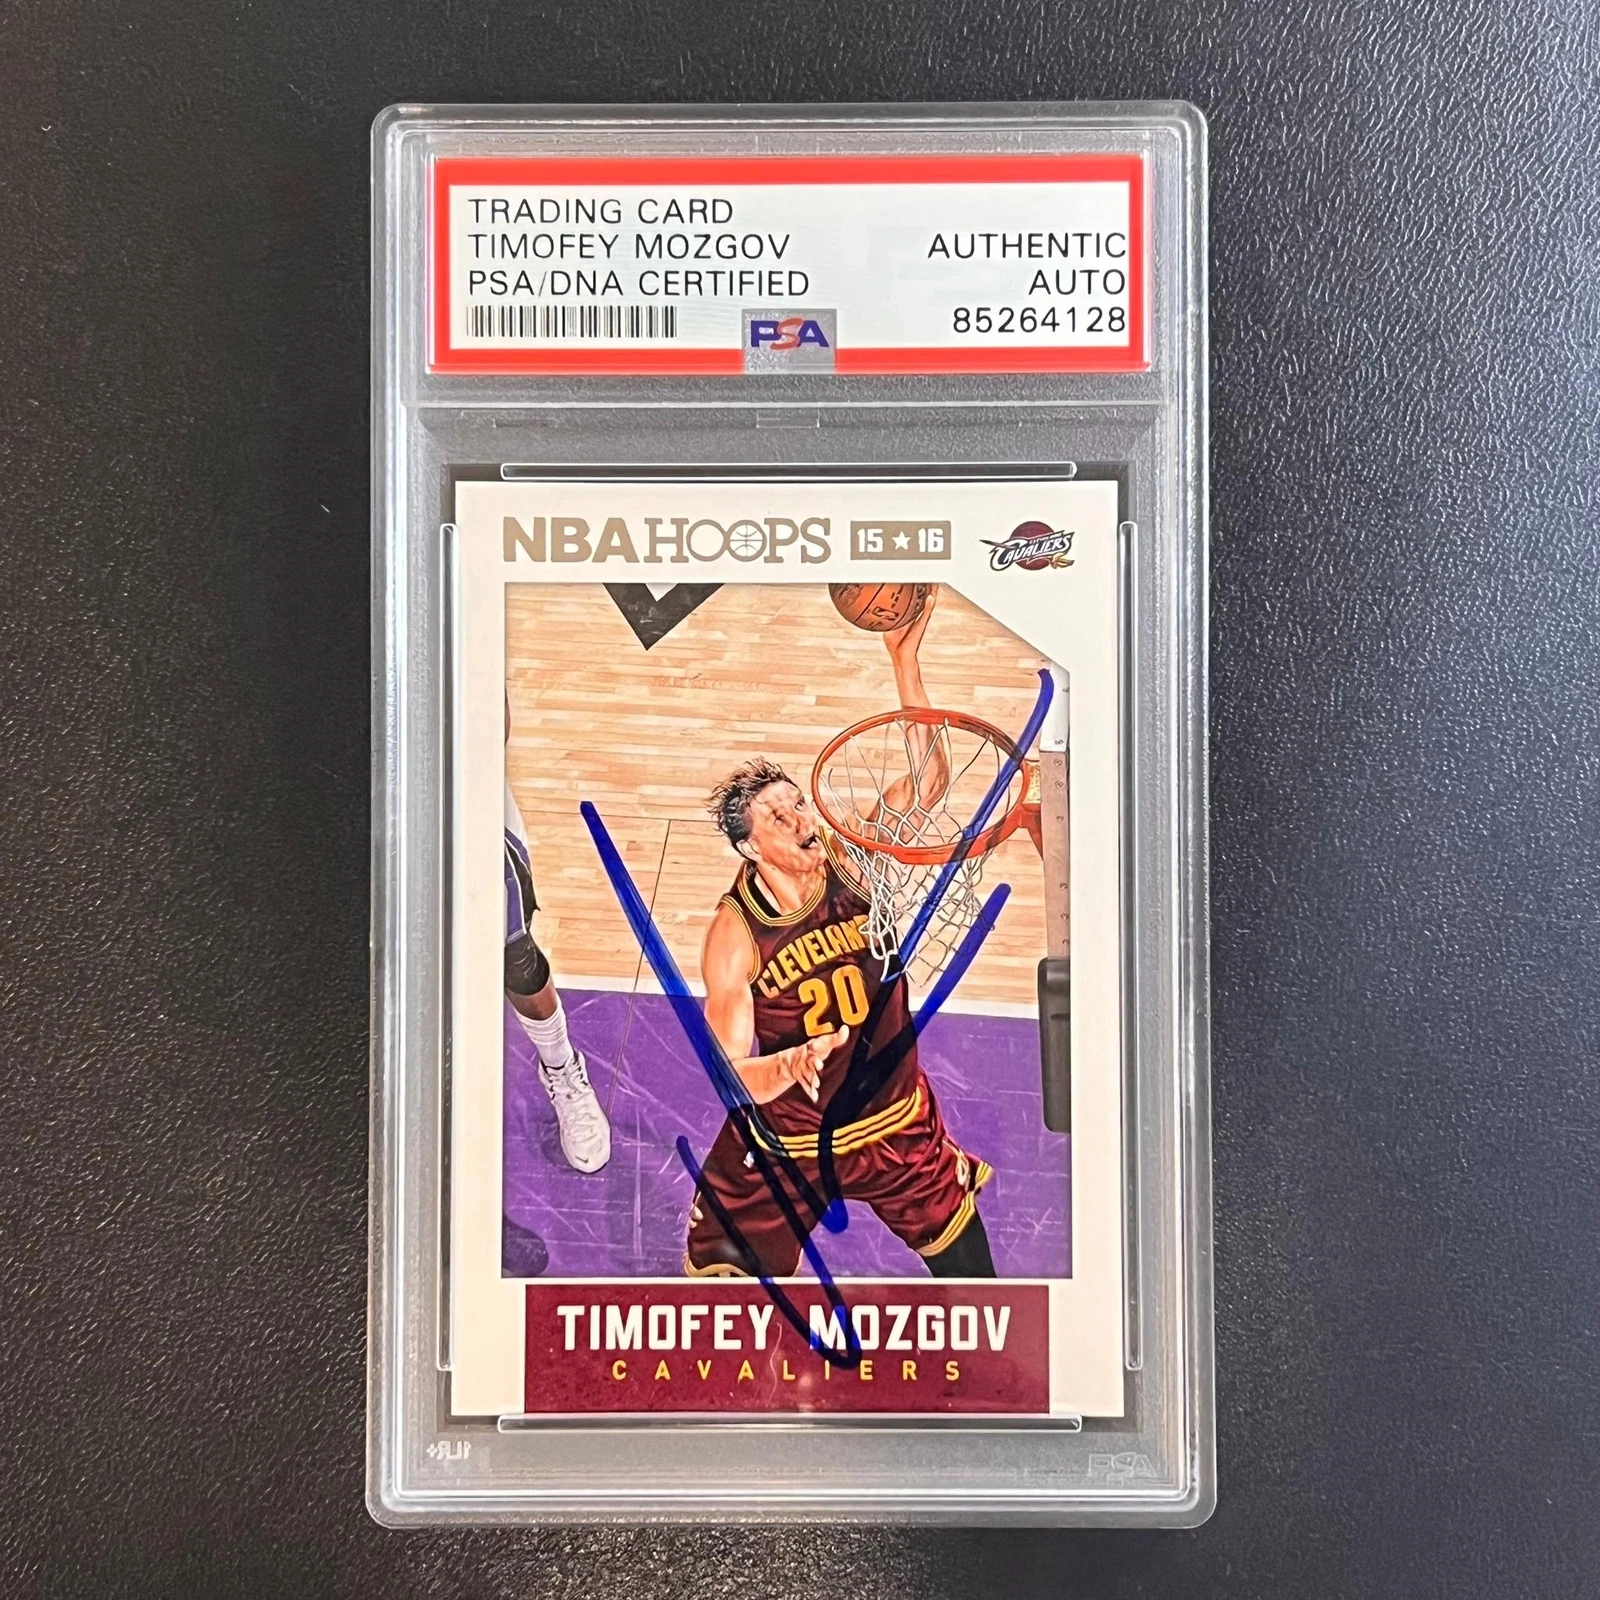 TRADING CARD
TIMOFEY MOZGOV
PSA/DNA CERTIFIED
AUTHENTIC
AUTO
85264128
PSA
NBA HOOPS 15★16
CAVALIERS
CLEVELAND
20
TIMOFEY MOZGOV
CAVALIERS
PSA